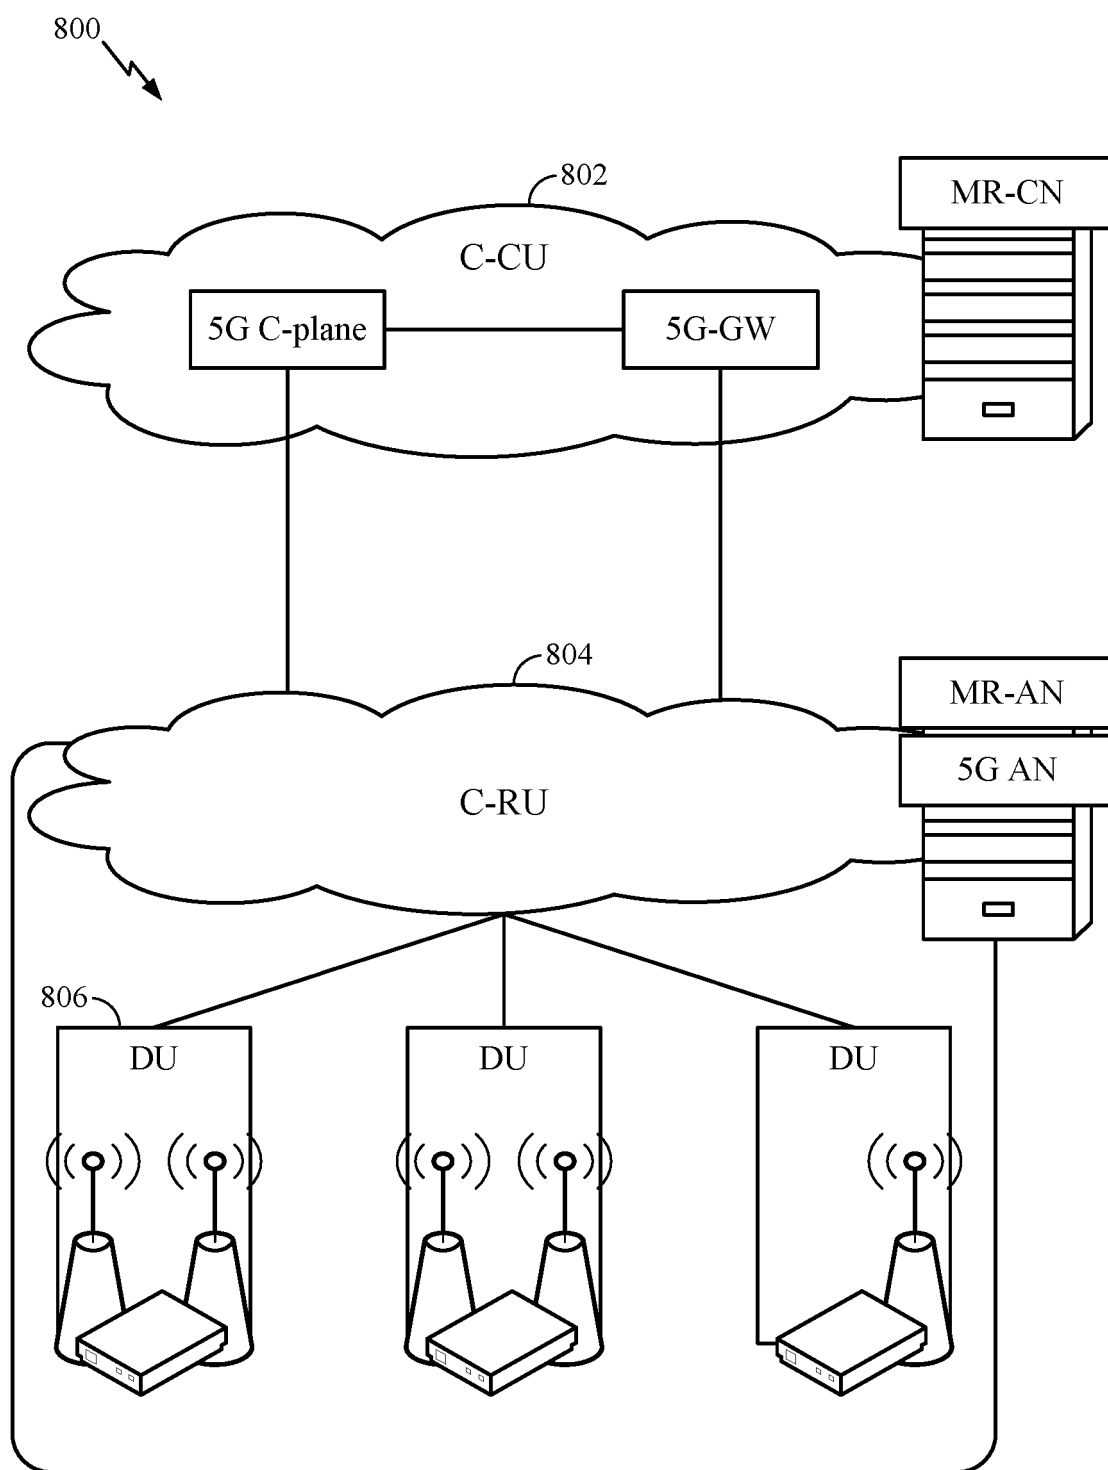 800
802
MR-CN
C-CU
5G C-plane
5G-GW
804
MR-AN
5G AN
C-RU
806
DU
DU
DU